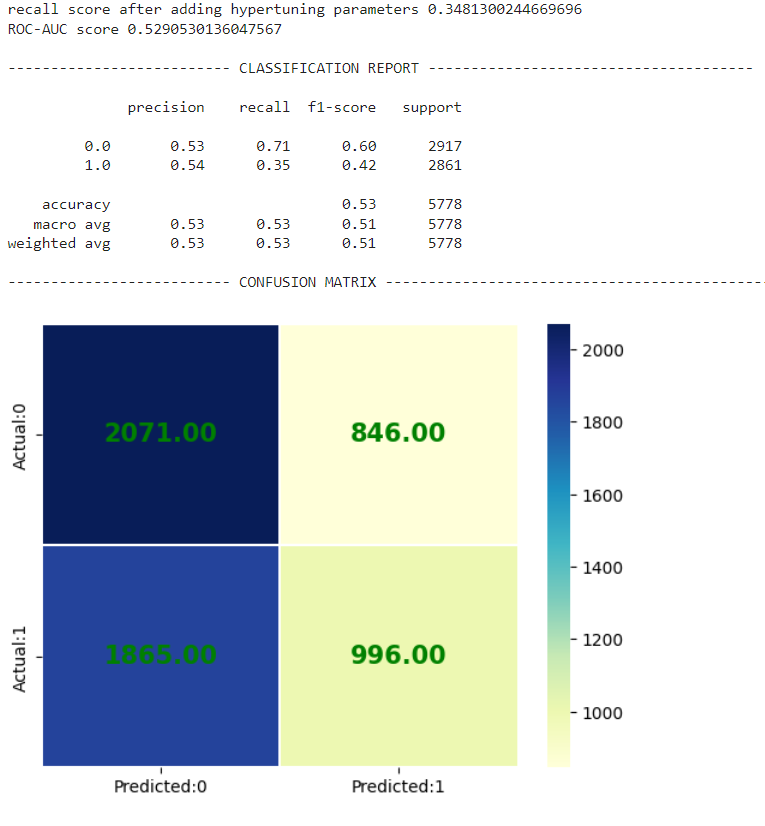 recall score after adding hypertuning parameters 0.3481300244669696
ROC-AUC score 0.5290530136047567
-------------------------- CLASSIFICATION REPORT --------------------------------------
precision recall f1-score support
0.0 0.53 0.71 0.60 2917
1.0 0.54 0.35 0.42 2861
accuracy 0.53 5778
macro avg 0.53 0.53 0.51 5778
weighted avg 0.53 0.53 0.51 5778
-------------------------- CONFUSION MATRIX ---------------------------------------------
2071.00 846.00
1865.00 996.00
Actual:0
Actual:1
Predicted:0 Predicted:1
2000
1800
1600
1400
1200
1000